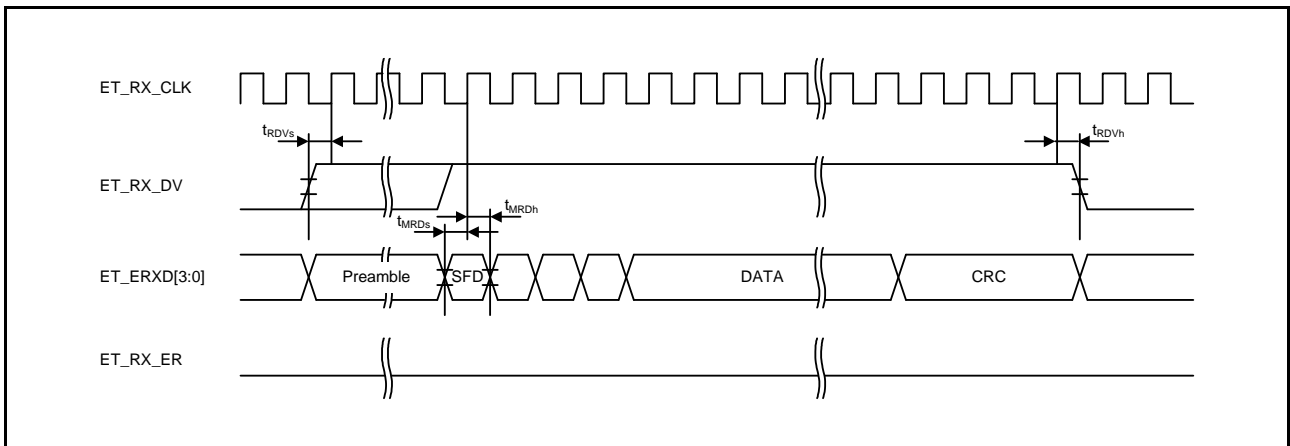 ET_RX_CLK
tRDVs
tRDVh
ET_RX_DV
tMRDh
tMRDs
ET_ERXD[3:0]
Preamble
SFD
DATA
CRC
ET_RX_ER